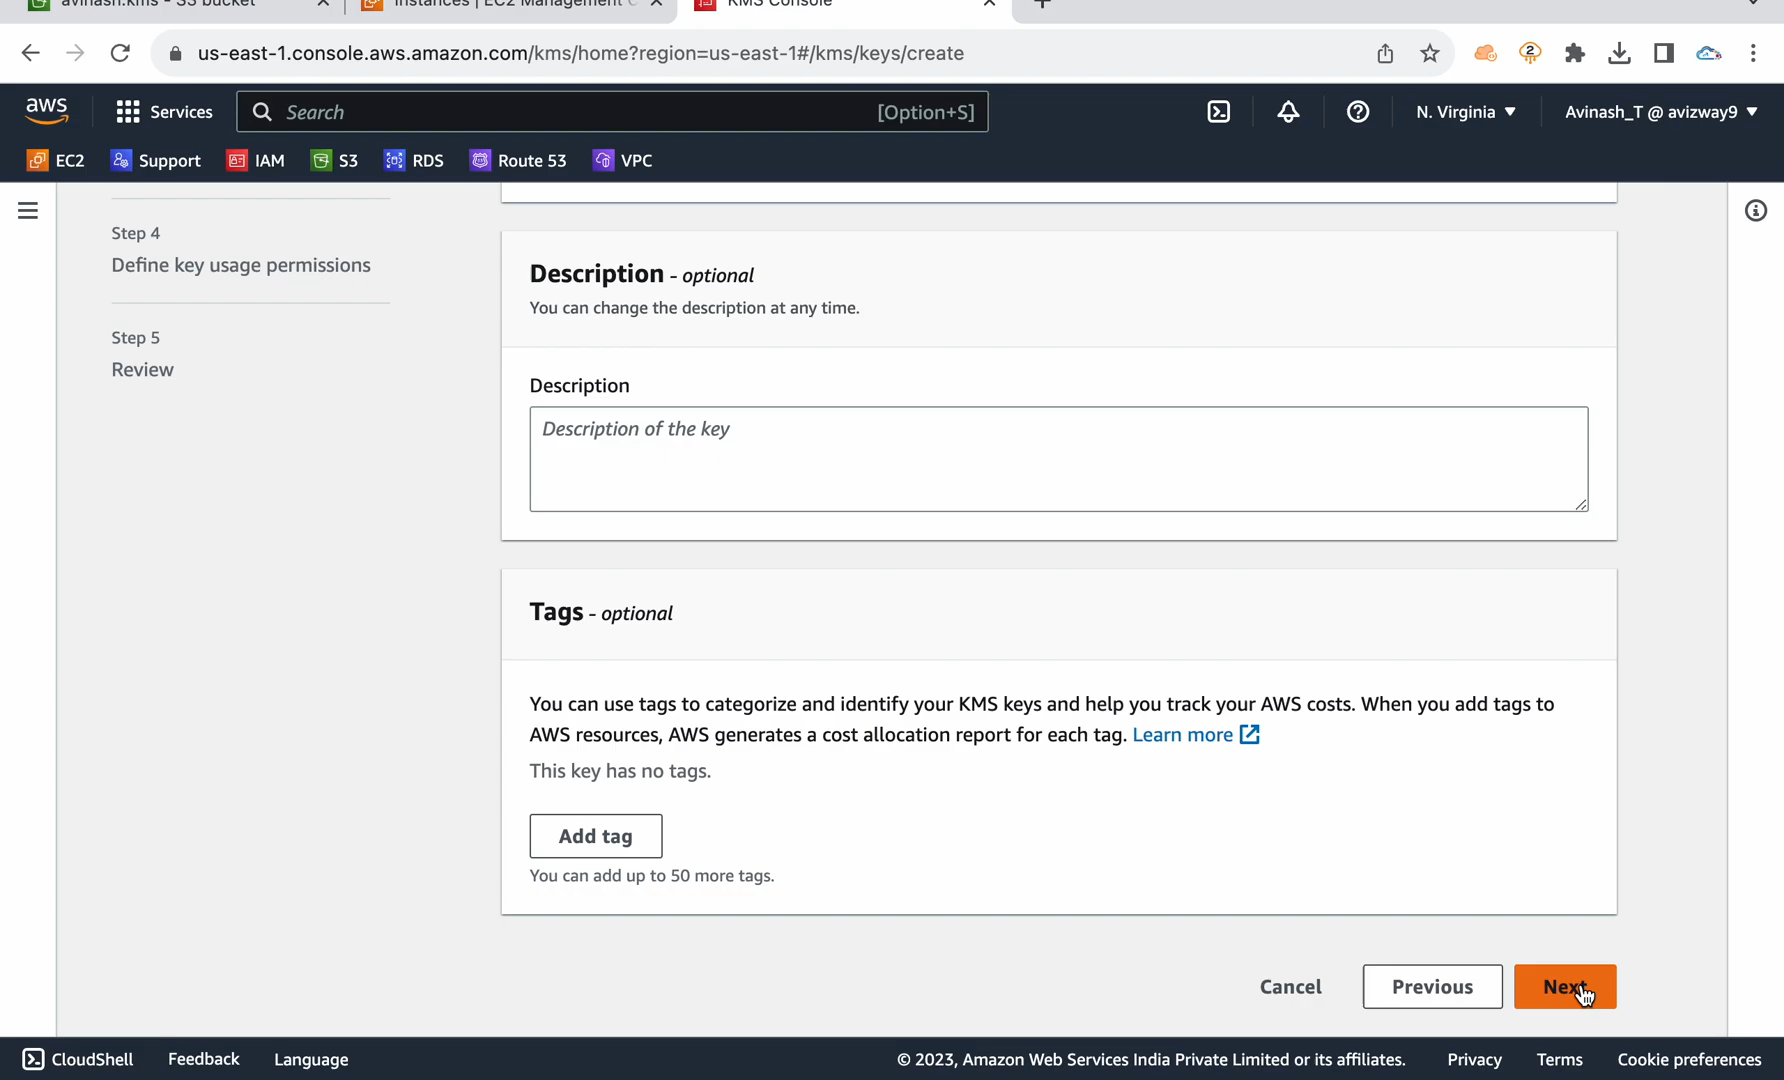 avinash.kms - S3 bucket
Instances | EC2 Management C
KMS Console
us-east-1.console.aws.amazon.com/kms/home?region=us-east-1#/kms/keys/create
2
aws
Services
Search
[Option+S]
N. Virginia
Avinash_T @ avizway9
EC2
Support
IAM
S3
RDS
Route 53
VPC
Step 4
Define key usage permissions
Step 5
Review
Description - optional
You can change the description at any time.
Description
Description of the key
Tags - optional
You can use tags to categorize and identify your KMS keys and help you track your AWS costs. When you add tags to
AWS resources, AWS generates a cost allocation report for each tag. Learn more
This key has no tags.
Add tag
You can add up to 50 more tags.
Cancel
Previous
Next
CloudShell
Feedback
Language
© 2023, Amazon Web Services India Private Limited or its affiliates.
Privacy
Terms
Cookie preferences